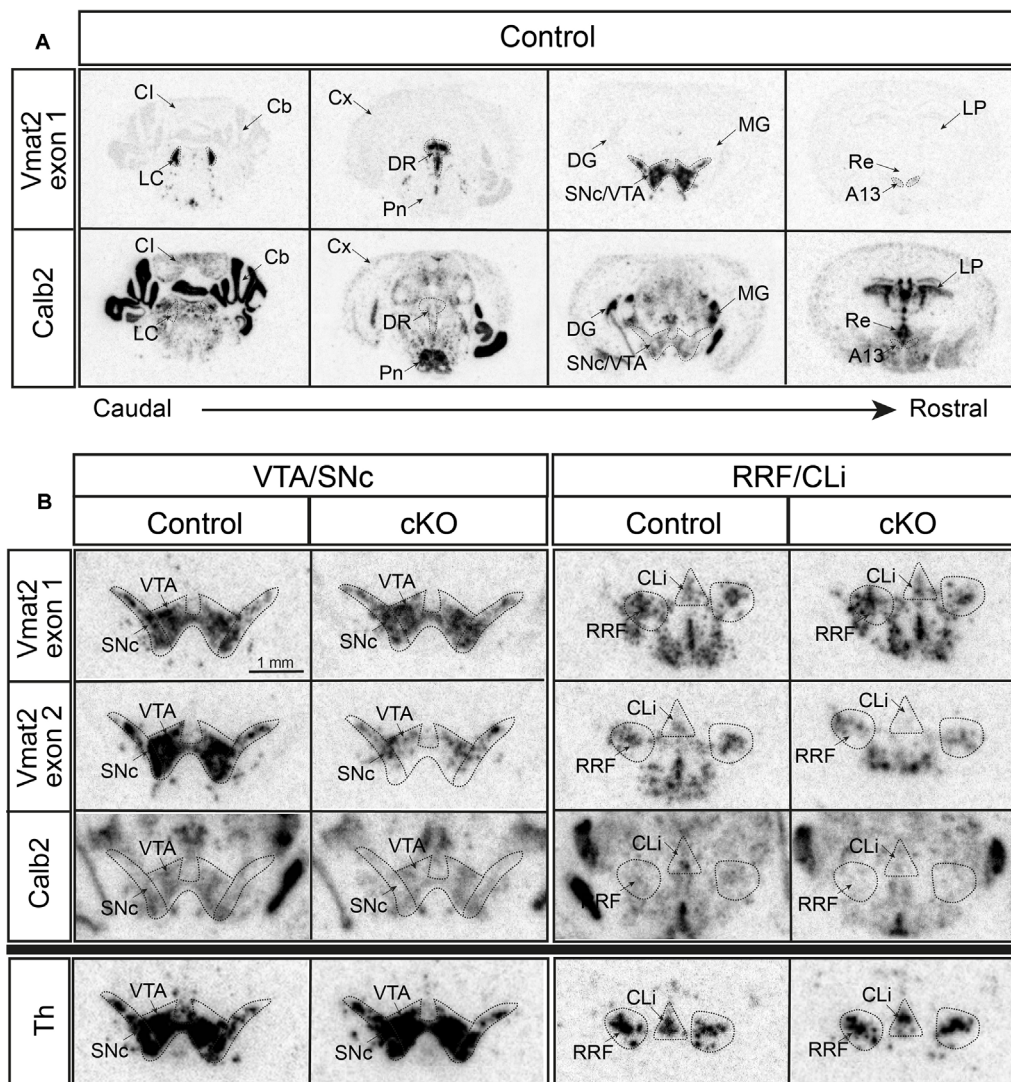 A
Control
Vmat2
exon 1
CI
Cb
LC
Cx
DR
Pn
DG
MG
SNc/VTA
LP
Re
A13
Calb2
CI
Cb
LC
Cx
DR
Pn
DG
MG
SNc/VTA
LP
Re
A13
Caudal
Rostral
B
VTA/SNc
RRF/CLi
Control
cKO
Control
cKO
Vmat2
exon 1
VTA
SNc
1 mm
VTA
SNc
CLi
RRF
CLi
RRF
Vmat2
exon 2
VTA
SNc
VTA
SNc
CLi
RRF
CLi
RRF
Calb2
VTA
SNc
VTA
SNc
CLi
RRF
CLi
RRF
Th
VTA
SNc
VTA
SNc
CLi
RRF
CLi
RRF